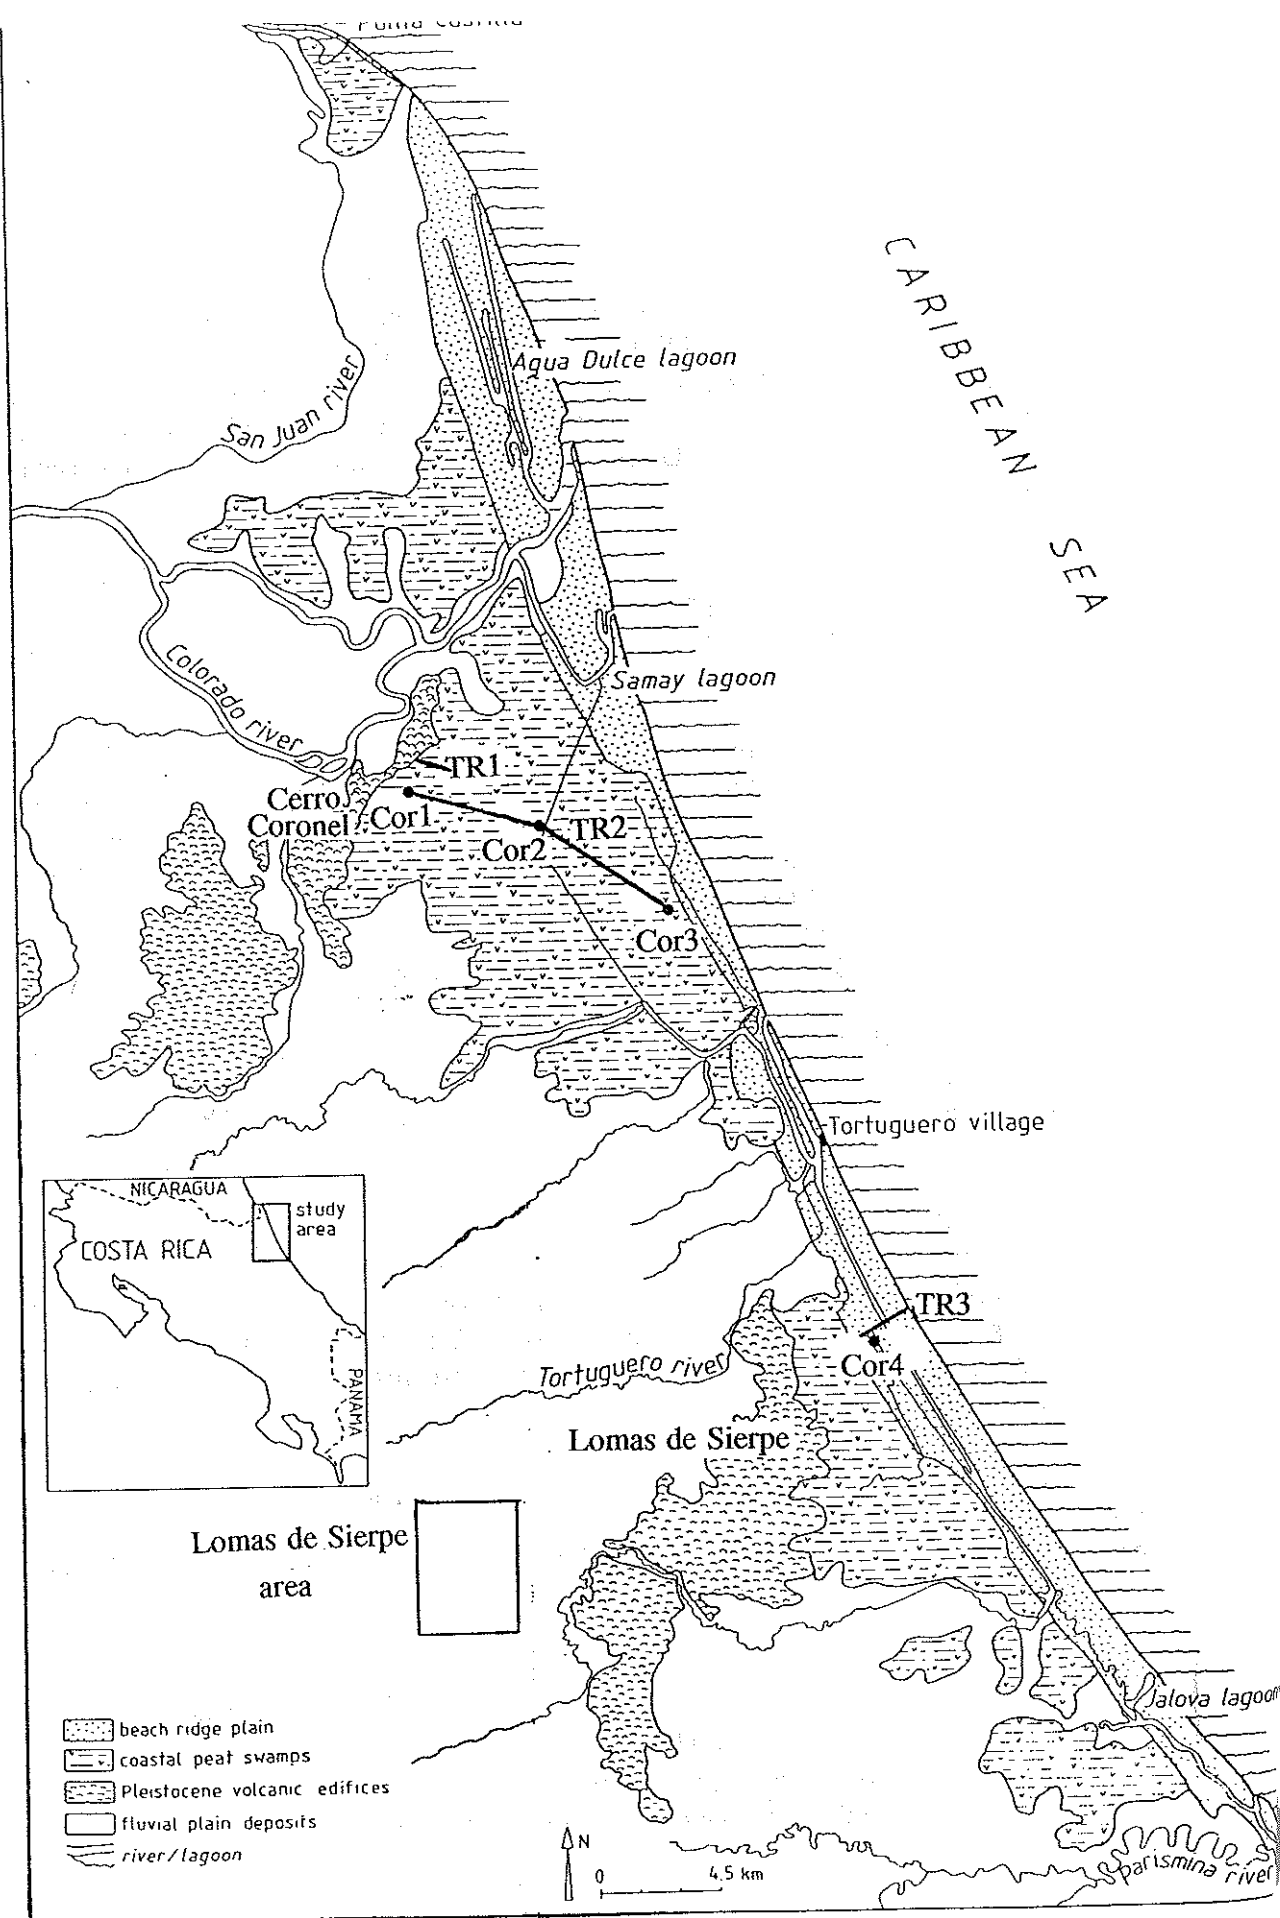 Punta Castilla
CARIBBEAN SEA
Agua Dulce lagoon
San Juan river
Colorado river
Samay lagoon
TR1
Cerro
Coronel
Cor1
TR2
Cor2
Cor3
Tortuguero village
NICARAGUA
study
area
COSTA RICA
PANAMA
TR3
Cor4
Tortuguero river
Lomas de Sierpe
Lomas de Sierpe
area
Jalova lagoon
beach ridge plain
coastal peat swamps
Pleistocene volcanic edifices
fluvial plain deposits
river/lagoon
N
0 4.5 km
parismina river